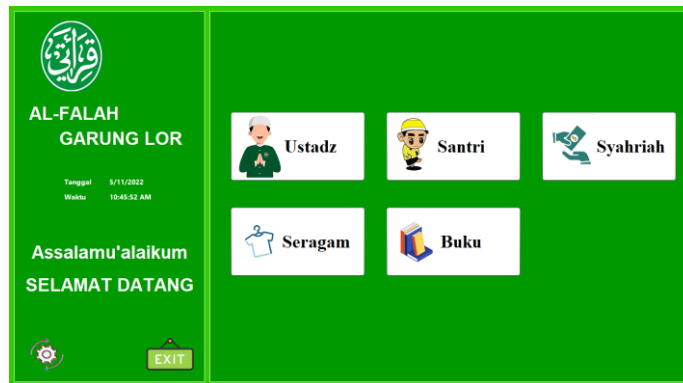 قرآءتي
AL-FALAH
GARUNG LOR
Tanggal 5/11/2022
Waktu 10:45:52 AM
Assalamu'alaikum
SELAMAT DATANG
EXIT
Ustadz
Santri
Syahriah
Seragam
Buku